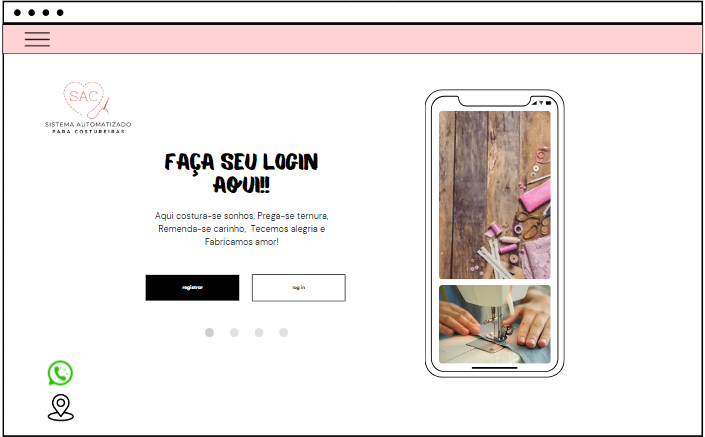 SAC
SISTEMA AUTOMATIZADO
PARA COSTUREIRAS
FAÇA SEU LOGIN
AQUI!!
Aqui costura-se sonhos, Prega-se ternura,
Remenda-se carinho, Tecemos alegria e
Fabricamos amor!
registrar
log in